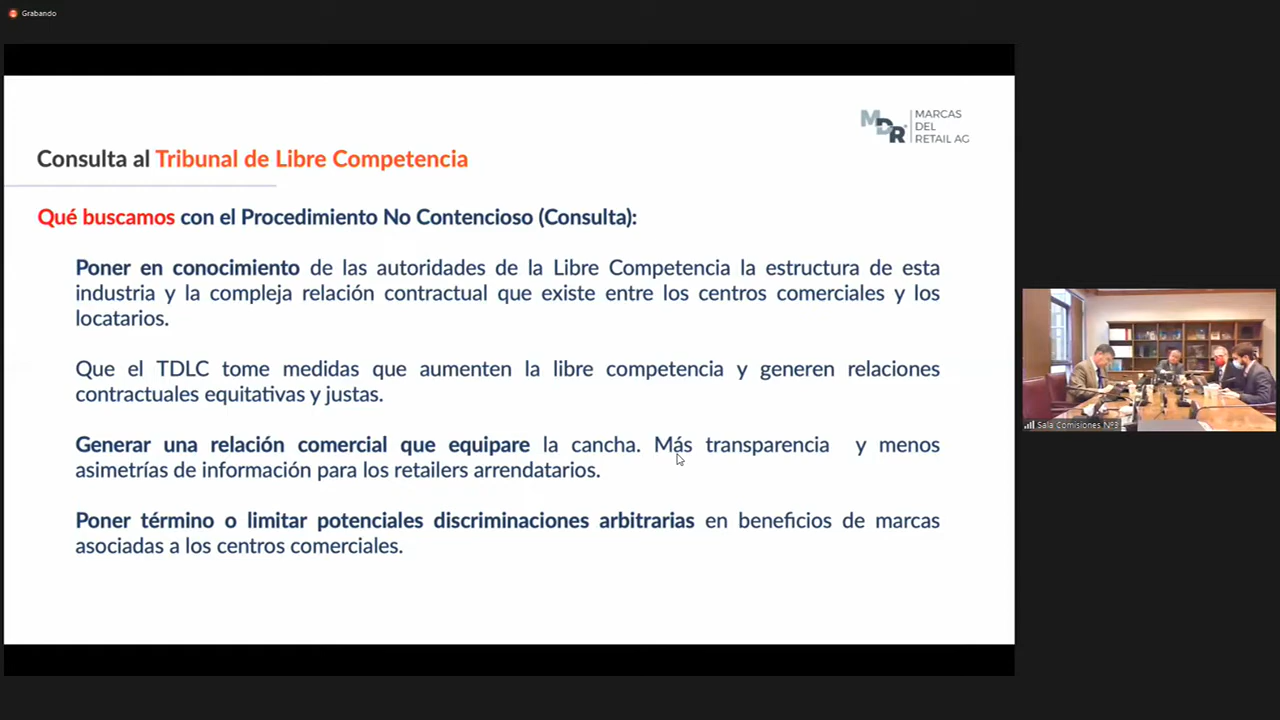 Grabando
MDR
MARCAS
DEL
RETAIL AG
Consulta al Tribunal de Libre Competencia
Qué buscamos con el Procedimiento No Contencioso (Consulta):
Poner en conocimiento de las autoridades de la Libre Competencia la estructura de esta
industria y la compleja relación contractual que existe entre los centros comerciales y los
locatarios.
Que el TDLC tome medidas que aumenten la libre competencia y generen relaciones
contractuales equitativas y justas.
Generar una relación comercial que equipare la cancha. Más transparencia y menos
asimetrías de información para los retailers arrendatarios.
Poner término o limitar potenciales discriminaciones arbitrarias en beneficios de marcas
asociadas a los centros comerciales.
Sala Comisiones Nº3